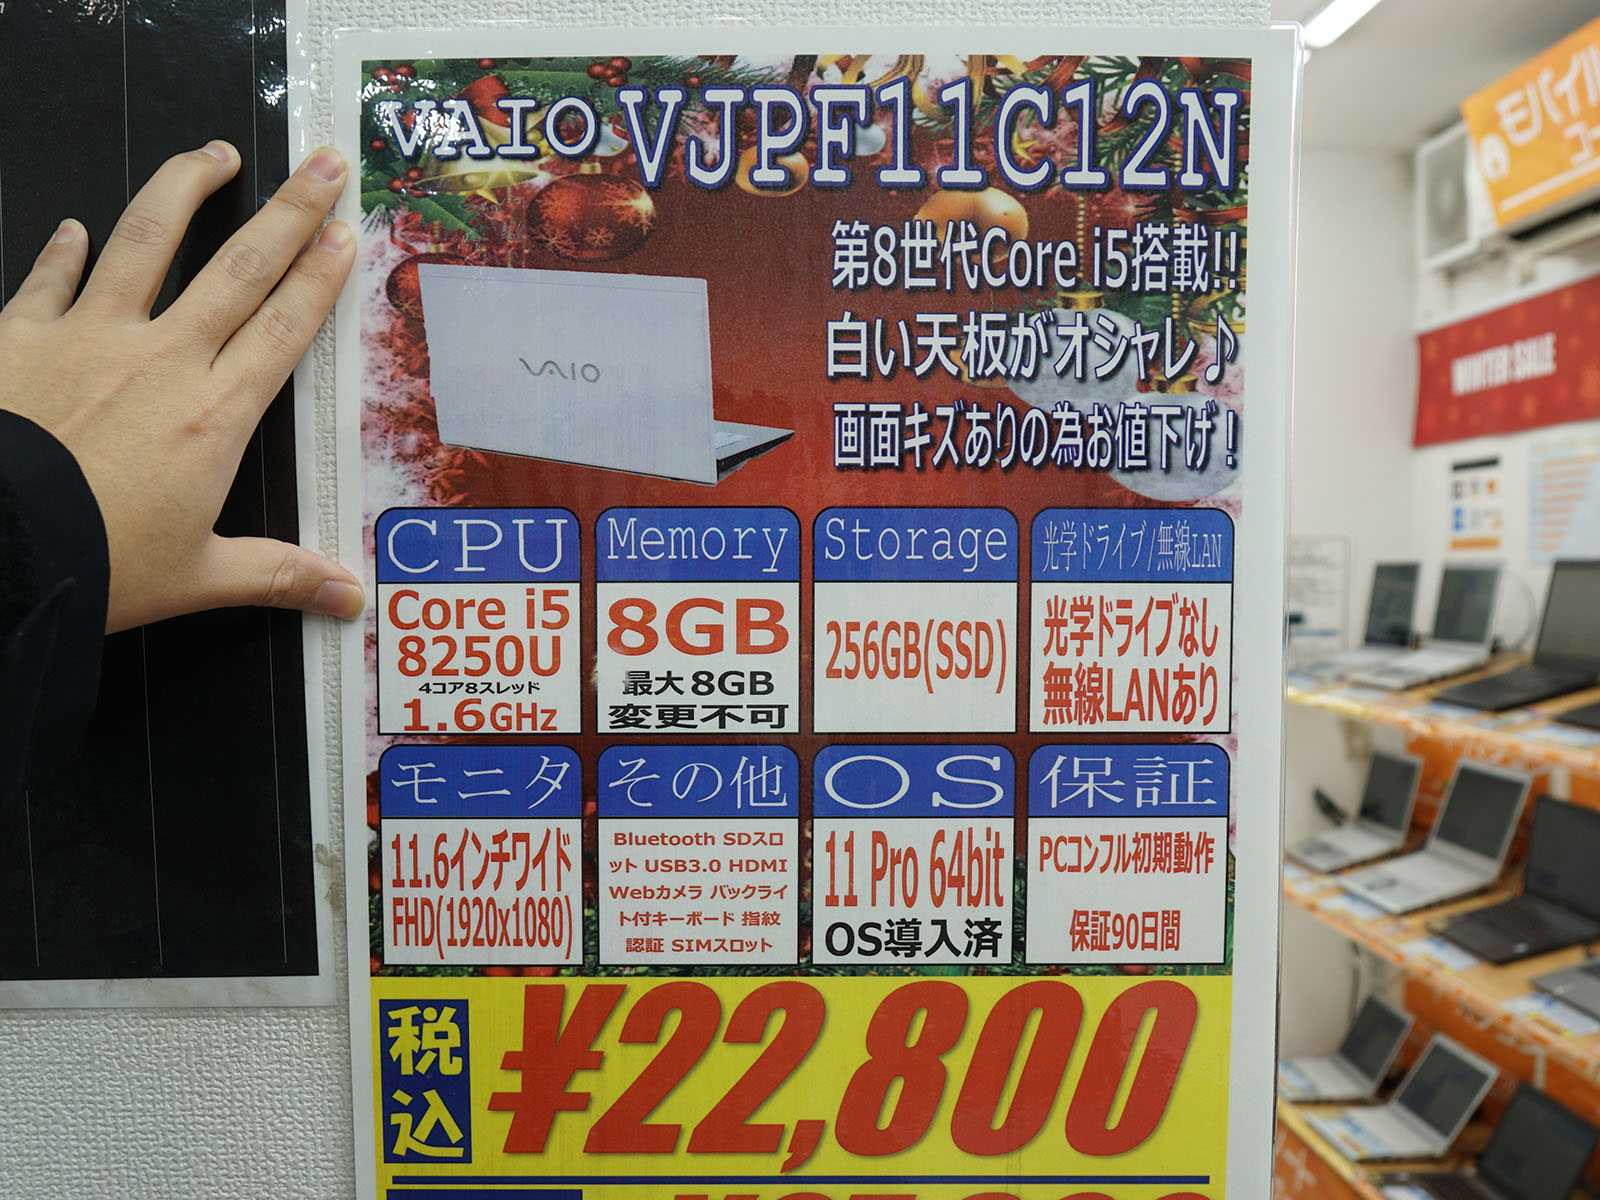 VAIO VJPF11C12N
第8世代Core i5搭載!!
白い天板がオシャレ♪
VAIO
画面キズありの為お値下げ!
CPU
Core i5
8250U
4コア8スレッド
1.6GHz
Memory
8GB
最大8GB
変更不可
Storage
256GB(SSD)
光学ドライブ/無線LAN
光学ドライブなし
無線LANあり
モニタ
11.6インチワイド
FHD(1920x1080)
その他
Bluetooth SDスロ
ット USB3.0 HDMI
Webカメラ バックライ
ト付キーボード 指紋
認証 SIMスロット
OS
11 Pro 64bit
OS導入済
保証
PCコンフル初期動作
保証90日間
税込
¥22,800
モバイル
WINTER SALE